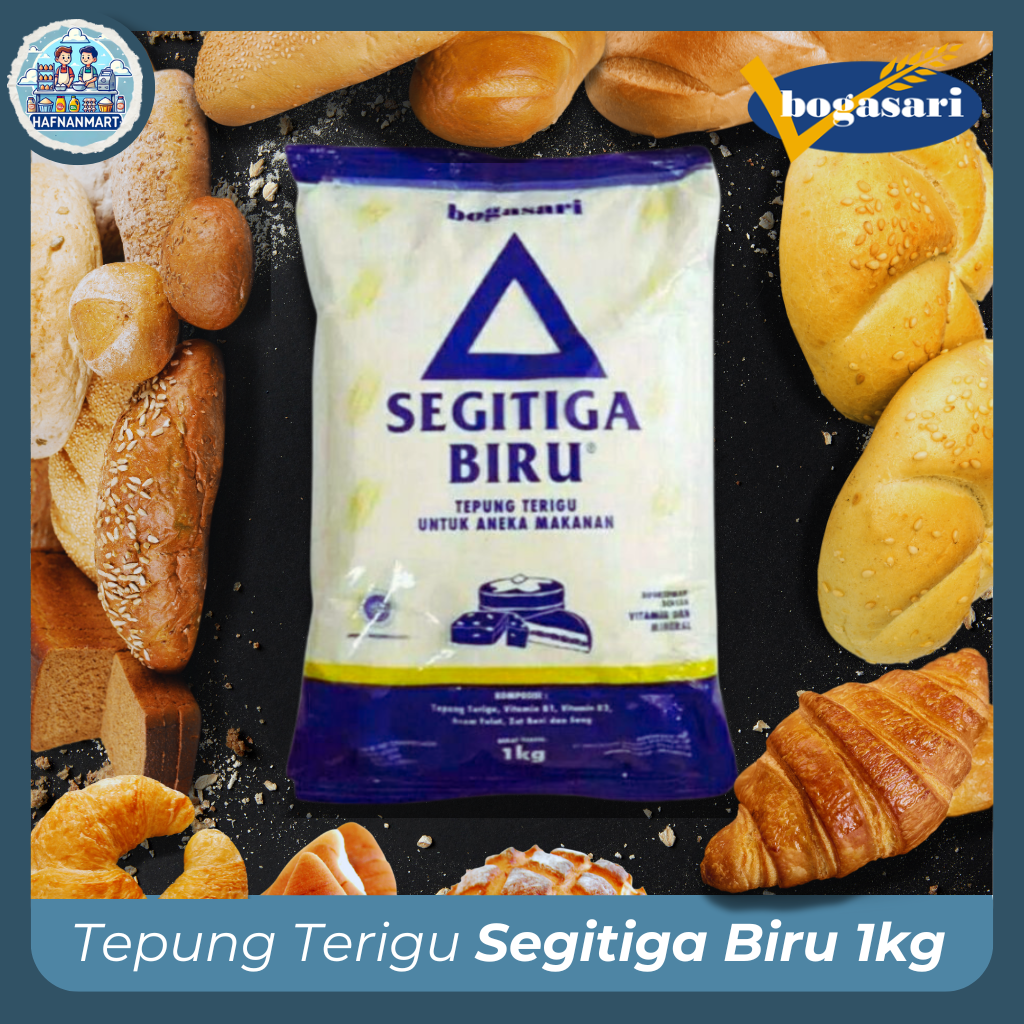 HAFNANMART
bogasari
bogasari
SEGITIGA
BIRU®
TEPUNG TERIGU
UNTUK ANEKA MAKANAN
VITAMIN DAN
MINERAL
KOMPOSISI :
Tepung Terigu, Vitamin B1, Vitamin B2,
Asam Folat, Zat Besi dan Seng
1kg
Tepung Terigu Segitiga Biru 1kg